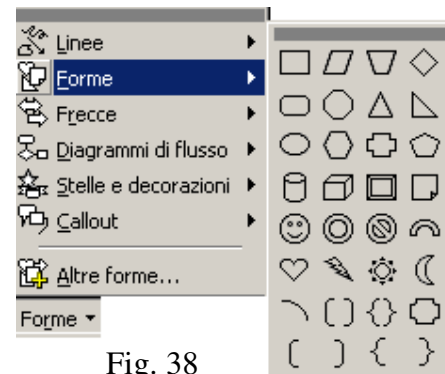 Linee
Forme
Frecce
Diagrammi di flusso
Stelle e decorazioni
Callout
Altre forme...
Forme
Fig. 38